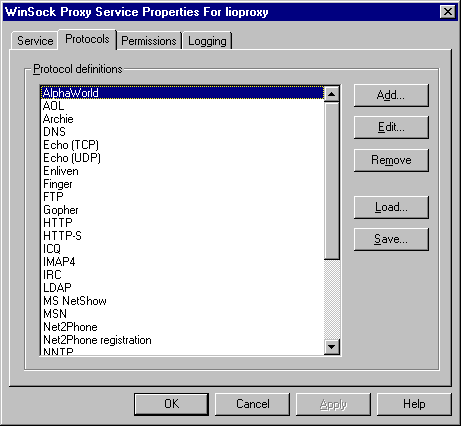 WinSock Proxy Service Properties For lioproxy
Service Protocols Permissions Logging
Protocol definitions
AlphaWorld
AOL
Archie
DNS
Echo (TCP)
Echo (UDP)
Enliven
Finger
FTP
Gopher
HTTP
HTTP-S
ICQ
IMAP4
IRC
LDAP
MS NetShow
MSN
Net2Phone
Net2Phone registration
NNTP
Add...
Edit...
Remove
Load...
Save...
OK Cancel Apply Help